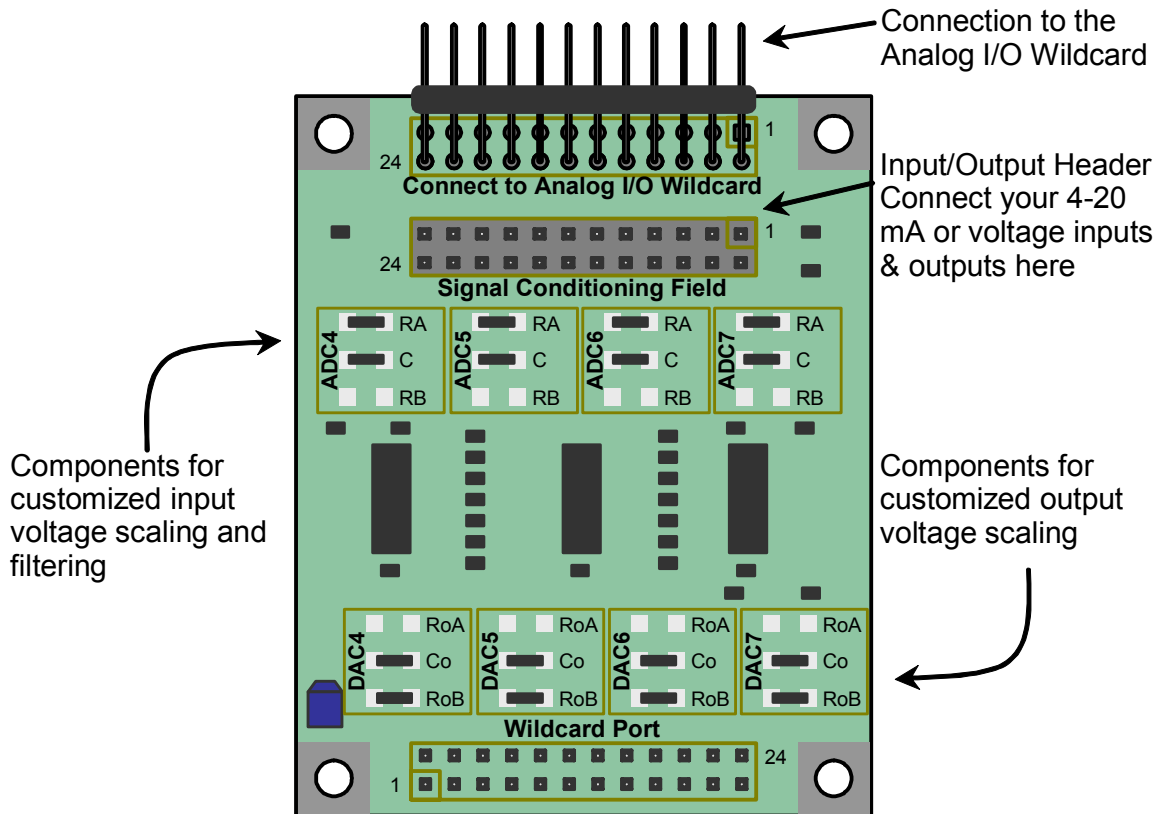 Connection to the
Analog I/O Wildcard
1
24
Connect to Analog I/O Wildcard
Input/Output Header
Connect your 4-20
mA or voltage inputs
& outputs here
1
24
Signal Conditioning Field
ADC4
RA
C
RB
ADC5
RA
C
RB
ADC6
RA
C
RB
ADC7
RA
C
RB
Components for
customized input
voltage scaling and
filtering
Components for
customized output
voltage scaling
DAC4
RoA
Co
RoB
DAC5
RoA
Co
RoB
DAC6
RoA
Co
RoB
DAC7
RoA
Co
RoB
Wildcard Port
24
1